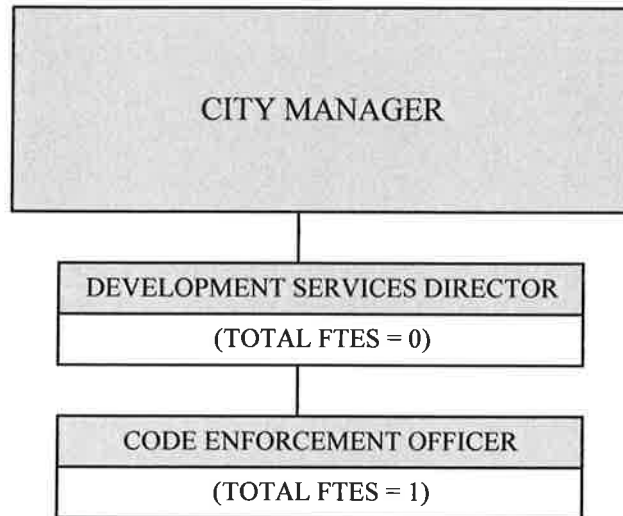 CITY MANAGER
DEVELOPMENT SERVICES DIRECTOR
(TOTAL FTES = 0)
CODE ENFORCEMENT OFFICER
(TOTAL FTES = 1)